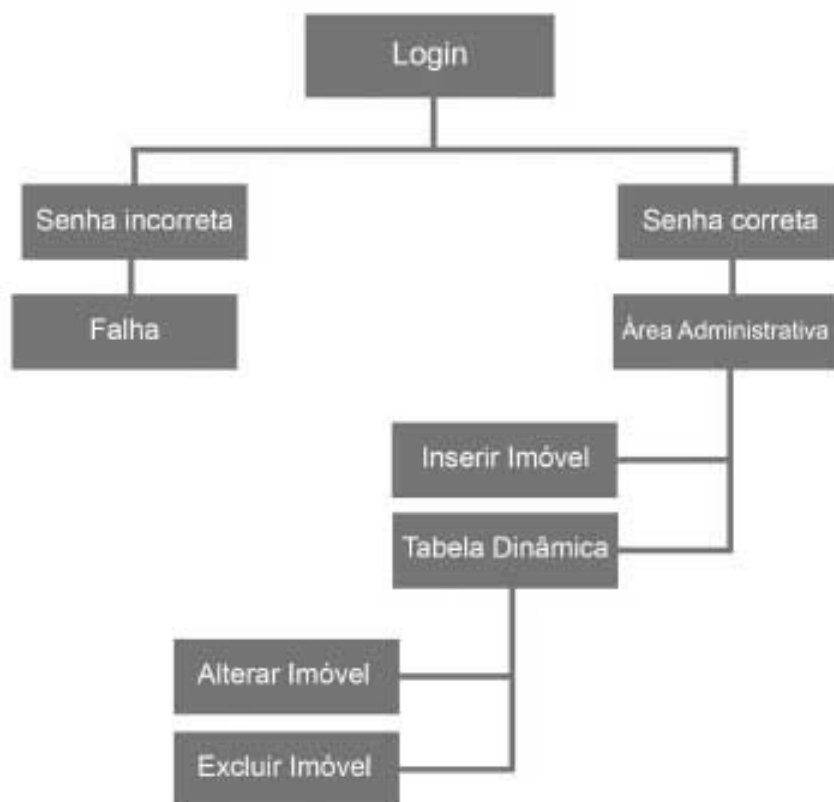 Login
Senha incorreta
Senha correta
Falha
Área Administrativa
Inserir Imóvel
Tabela Dinâmica
Alterar Imóvel
Excluir Imóvel